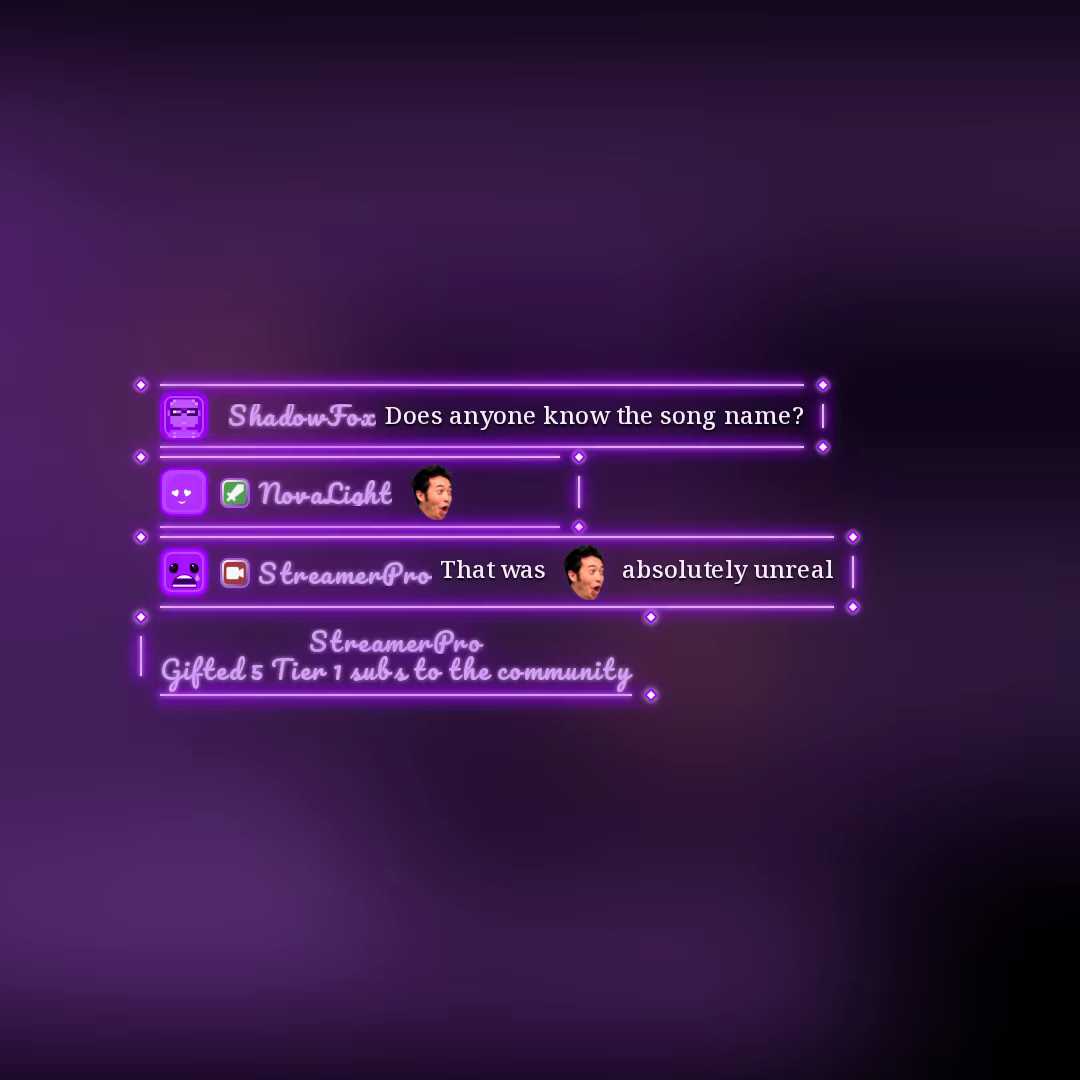 ShadowFox Does anyone know the song name?
NovaLight
StreamerPro That was absolutely unreal
StreamerPro
Gifted 5 Tier 1 subs to the community